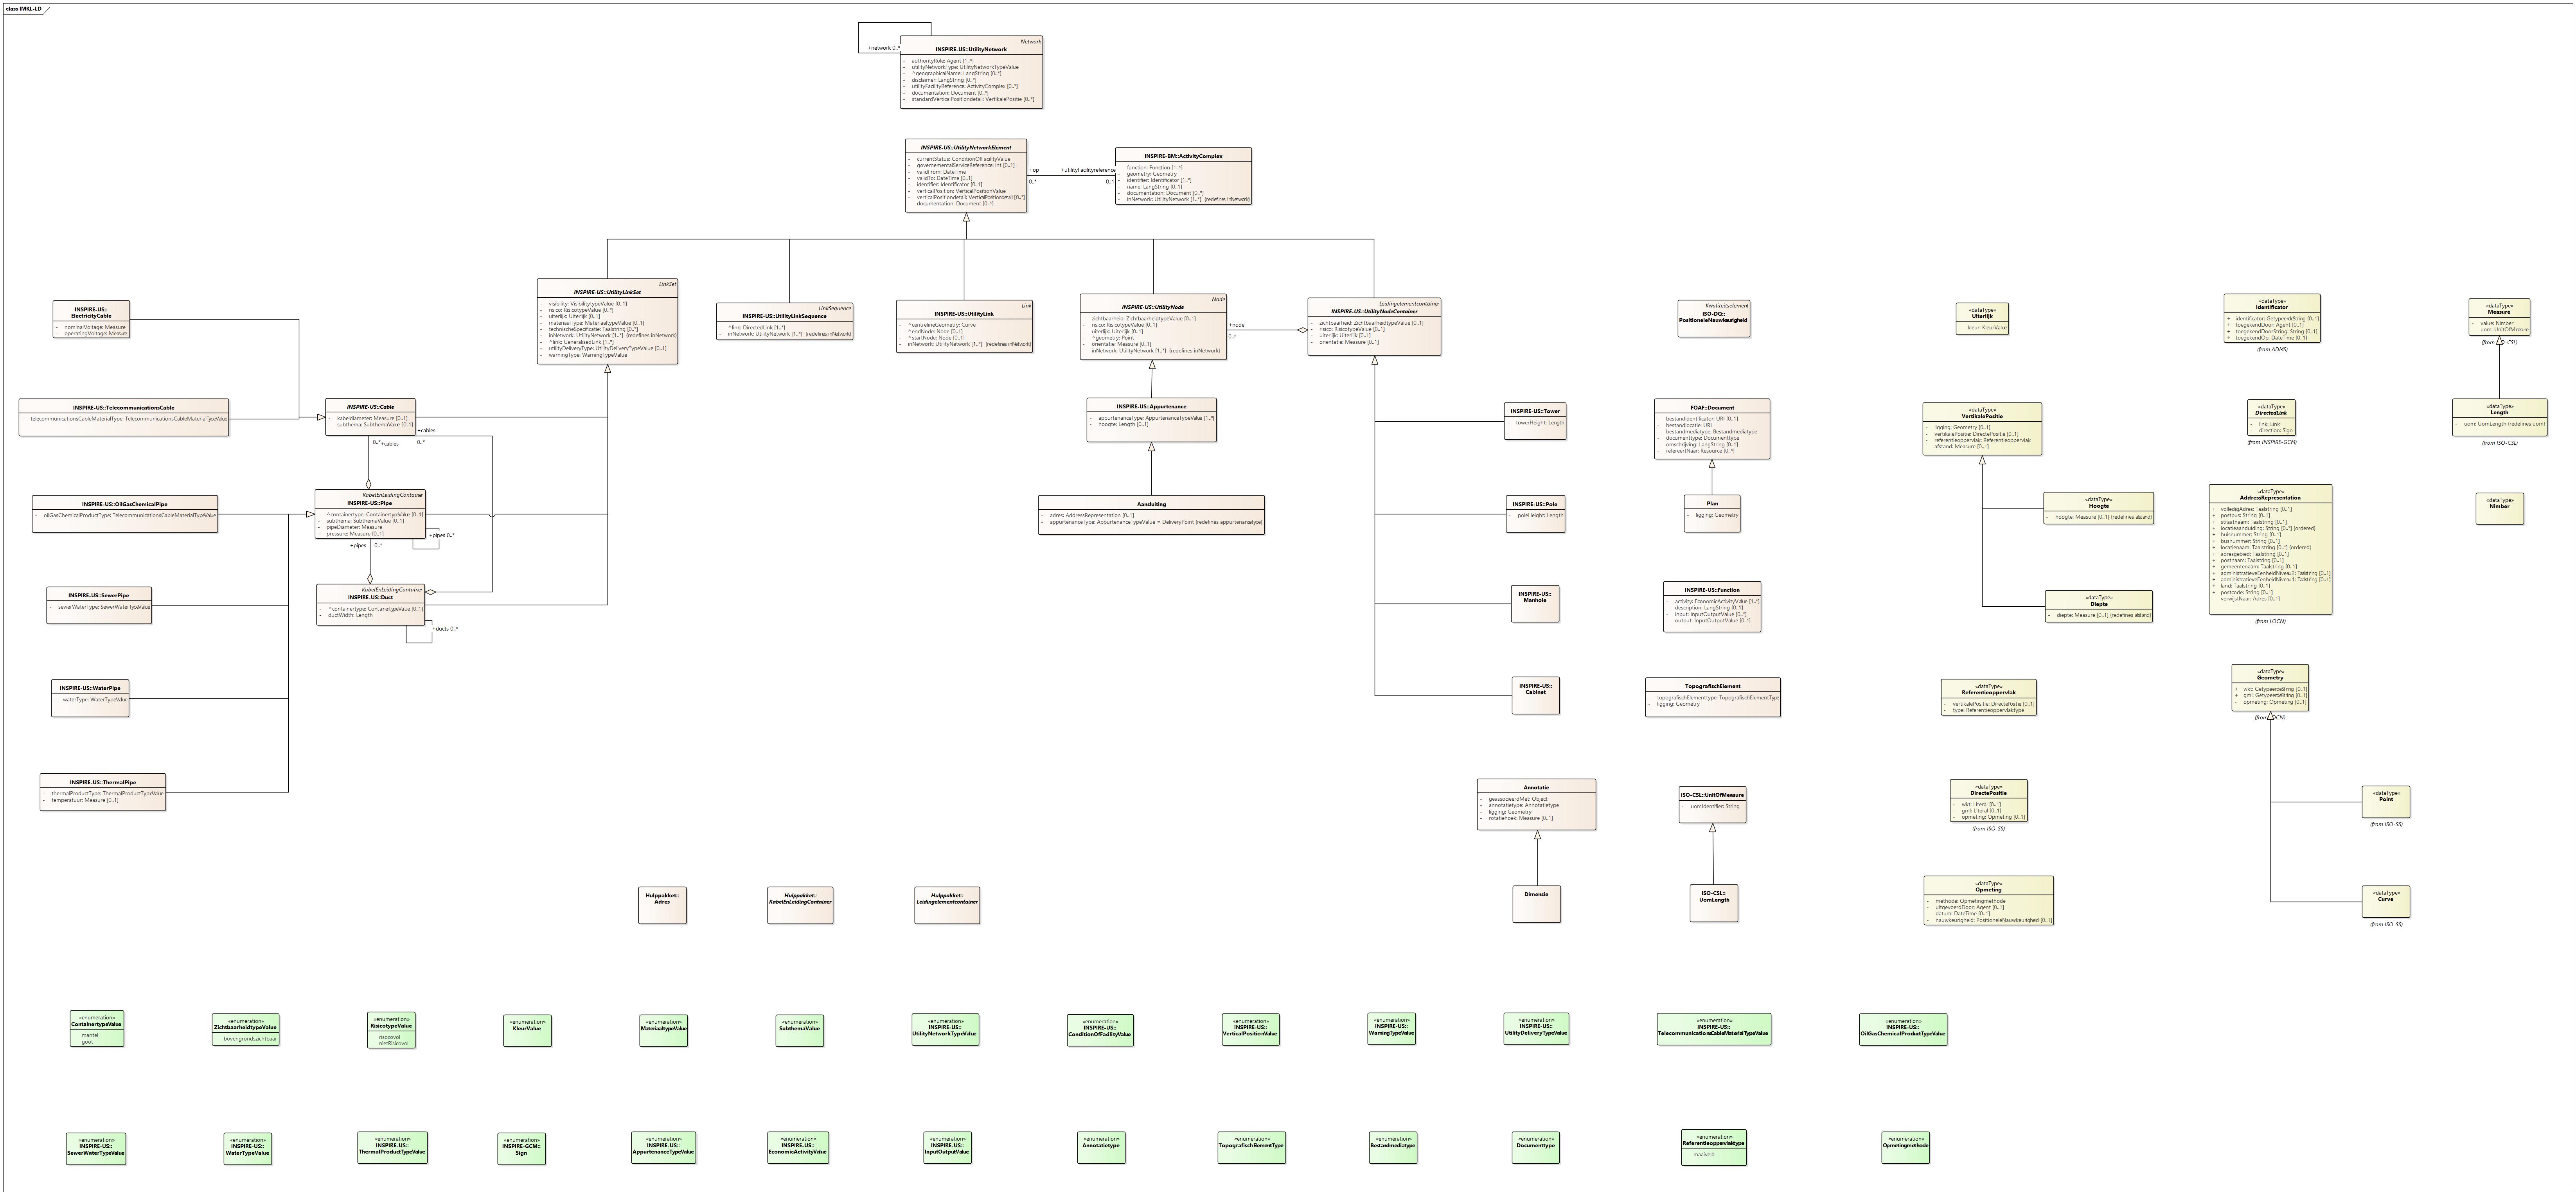 class IMKL-LD
Network
INSPIRE-US::UtilityNetwork
- authorityRole: Agent [1..*]
- utilityNetworkType: UtilityNetworkTypeValue
- ^geographicalName: LangString [0..*]
- disclaimer: LangString [0..*]
- utilityFacilityReference: ActivityComplex [0..*]
- documentation: Document [0..*]
- standardVerticalPositiondetail: VertikalePositie [0..*]
+network 0..*
INSPIRE-US::UtilityNetworkElement
- currentStatus: ConditionOfFacilityValue
- governementalServiceReference: int [0..1]
- validFrom: DateTime
- validTo: DateTime [0..1]
- identifier: Identificator [0..1]
- verticalPosition: VerticalPositionValue
- verticalPositiondetail: VerticalPositiondetail [0..*]
- documentation: Document [0..*]
+op
0..*
+utilityFacilityreference
0..1
INSPIRE-BM::ActivityComplex
- function: Function [1..*]
- geometry: Geometry
- identifier: Identificator [1..*]
- name: LangString [0..1]
- documentation: Document [0..*]
- inNetwork: UtilityNetwork [1..*] {redefines inNetwork}
LinkSet
INSPIRE-US::UtilityLinkSet
- visibility: VisibilitytypeValue [0..1]
- risico: RisicotypeValue [0..*]
- uiterlijk: Uiterlijk [0..1]
- materiaalType: MateriaaltypeValue [0..1]
- technischeSpecificatie: Taalstring [0..*]
- inNetwork: UtilityNetwork [1..*] {redefines inNetwork}
- ^link: GeneralisedLink [1..*]
- utilityDeliveryType: UtilityDeliveryTypeValue [0..1]
- warningType: WarningTypeValue
LinkSequence
INSPIRE-US::UtilityLinkSequence
- ^link: DirectedLink [1..*]
- inNetwork: UtilityNetwork [1..*] {redefines inNetwork}
Link
INSPIRE-US::UtilityLink
- ^centrelineGeometry: Curve
- ^endNode: Node [0..1]
- ^startNode: Node [0..1]
- inNetwork: UtilityNetwork [1..*] {redefines inNetwork}
Node
INSPIRE-US::UtilityNode
- zichtbaarheid: ZichtbaarheidtypeValue [0..1]
- risico: RisicotypeValue [0..*]
- uiterlijk: Uiterlijk [0..1]
- ^geometry: Point
- orientatie: Measure [0..1]
- inNetwork: UtilityNetwork [1..*] {redefines inNetwork}
+node
0..*
Leidingelementcontainer
INSPIRE-US::UtilityNodeContainer
- zichtbaarheid: ZichtbaarheidtypeValue [0..1]
- risico: RisicotypeValue [0..1]
- uiterlijk: Uiterlijk [0..1]
- orientatie: Measure [0..1]
INSPIRE-US::
ElectricityCable
- nominalVoltage: Measure
- operatingVoltage: Measure
INSPIRE-US::TelecommunicationsCable
- telecommunicationsCableMaterialType: TelecommunicationsCableMaterialTypeValue
INSPIRE-US::Cable
- kabeldiameter: Measure [0..1]
- subthema: SubthemaValue [0..1]
+cables
0..*
0..* +cables
INSPIRE-US::OilGasChemicalPipe
- oilGasChemicalProductType: TelecommunicationsCableMaterialTypeValue
KabelEnLeidingContainer
INSPIRE-US::Pipe
- ^containertype: ContainertypeValue [0..1]
- subthema: SubthemaValue [0..1]
- pipeDiameter: Measure
- pressure: Measure [0..1]
+pipes 0..*
+pipes 0..*
INSPIRE-US::SewerPipe
- sewerWaterType: SewerWaterTypeValue
KabelEnLeidingContainer
INSPIRE-US::Duct
- ^containertype: ContainertypeValue [0..1]
- ductWidth: Length
+ducts 0..*
INSPIRE-US::WaterPipe
- waterType: WaterTypeValue
INSPIRE-US::ThermalPipe
- thermalProductType: ThermalProductTypeValue
- temperatuur: Measure [0..1]
INSPIRE-US::Appurtenance
- appurtenanceType: AppurtenanceTypeValue [1..*]
- hoogte: Length [0..1]
Aansluiting
- adres: AddressRepresentation [0..1]
- appurtenanceType: AppurtenanceTypeValue = DeliveryPoint {redefines appurtenanceType}
INSPIRE-US::Tower
- towerHeight: Length
INSPIRE-US::Pole
- poleHeight: Length
INSPIRE-US::
Manhole
INSPIRE-US::
Cabinet
Kwaliteitselement
ISO-DQ::
PositioneleNauwkeurigheid
FOAF::Document
- bestandidentificator: URI [0..1]
- bestandlocatie: URI
- bestandmediatype: Bestandmediatype
- documenttype: Documenttype
- omschrijving: LangString [0..1]
- refereertNaar: Resource [0..*]
Plan
- ligging: Geometry
INSPIRE-US::Function
- activity: EconomicActivityValue [1..*]
- description: LangString [0..1]
- input: InputOutputValue [0..*]
- output: InputOutputValue [0..*]
TopografischElement
- topografischElementtype: TopografischElementType
- ligging: Geometry
Annotatie
- geassocieerdMet: Object
- annotatietype: Annotatietype
- ligging: Geometry
- rotatiehoek: Measure [0..1]
Dimensie
ISO-CSL::UnitOfMeasure
- uomIdentifier: String
ISO-CSL::
UomLength
«dataType»
Uiterlijk
- kleur: KleurValue
«dataType»
VertikalePositie
- ligging: Geometry [0..1]
- vertikalePositie: DirectePositie [0..1]
- referentieoppervlak: Referentieoppervlak
- afstand: Measure [0..1]
«dataType»
Hoogte
- hoogte: Measure [0..1] {redefines afstand}
«dataType»
Diepte
- diepte: Measure [0..1] {redefines afstand}
«dataType»
Referentieoppervlak
- vertikalePositie: DirectePositie [0..1]
- type: Referentieoppervlaktype
«dataType»
DirectePositie
- wkt: Literal [0..1]
- gml: Literal [0..1]
- opmeting: Opmeting [0..1]
(from ISO-SS)
«dataType»
Opmeting
- methode: Opmetingmethode
- uitgevoerdDoor: Agent [0..1]
- datum: DateTime [0..1]
- nauwkeurigheid: PositioneleNauwkeurigheid [0..1]
«dataType»
Identificator
+ identificator: GetypeerdeString [0..1]
+ toegekendDoor: Agent [0..1]
+ toegekendDoorString: String [0..1]
+ toegekendOp: DateTime [0..1]
(from ADMS)
«dataType»
DirectedLink
- link: Link
- direction: Sign
(from INSPIRE-GCM)
«dataType»
AddressRepresentation
+ volledigAdres: Taalstring [0..1]
+ postbus: String [0..1]
+ straatnaam: Taalstring [0..1]
+ locatieaanduiding: String [0..*] {ordered}
+ huisnummer: String [0..1]
+ busnummer: String [0..1]
+ locatienaam: Taalstring [0..*] {ordered}
+ adresgebied: Taalstring [0..1]
+ postnaam: Taalstring [0..1]
+ gemeentenaam: Taalstring [0..1]
+ administratieveEenheidNiveau2: Taalstring [0..1]
+ administratieveEenheidNiveau1: Taalstring [0..1]
+ land: Taalstring [0..1]
+ postcode: String [0..1]
- verwijstNaar: Adres [0..1]
(from LOCN)
«dataType»
Geometry
+ wkt: GetypeerdeString [0..1]
+ gml: GetypeerdeString [0..1]
- opmeting: Opmeting [0..1]
«dataType»
Point
(from ISO-SS)
«dataType»
Curve
(from ISO-SS)
«dataType»
Measure
- value: Nimber
- uom: UnitOfMeasure
«dataType»
Length
- uom: UomLength {redefines uom}
(from ISO-CSL)
«dataType»
Nimber
Hulppakket::
Adres
Hulppakket::
KabelEnLeidingContainer
Hulppakket::
Leidingelementcontainer
«enumeration»
ContainertypeValue
mantel
goot
«enumeration»
ZichtbaarheidtypeValue
bovengrondszichtbaar
«enumeration»
RisicotypeValue
risocovol
nietRisicovol
«enumeration»
KleurValue
«enumeration»
MateriaaltypeValue
«enumeration»
SubthemaValue
«enumeration»
INSPIRE-US::
UtilityNetworkTypeValue
«enumeration»
INSPIRE-US::
ConditionOfFacilityValue
«enumeration»
INSPIRE-US::
VerticalPositionValue
«enumeration»
INSPIRE-US::
WarningTypeValue
«enumeration»
INSPIRE-US::
UtilityDeliveryTypeValue
«enumeration»
INSPIRE-US::
TelecommunicationsCableMaterialTypeValue
«enumeration»
INSPIRE-US::
OilGasChemicalProductTypeValue
«enumeration»
INSPIRE-US::
SewerWaterTypeValue
«enumeration»
INSPIRE-US::
WaterTypeValue
«enumeration»
INSPIRE-US::
ThermalProductTypeValue
«enumeration»
INSPIRE-GCM::
Sign
«enumeration»
INSPIRE-US::
AppurtenanceTypeValue
«enumeration»
INSPIRE-US::
EconomicActivityValue
«enumeration»
INSPIRE-US::
InputOutputValue
«enumeration»
Annotatietype
«enumeration»
TopografischElementType
«enumeration»
Bestandmediatype
«enumeration»
Documenttype
«enumeration»
Referentieoppervlaktype
maaiveld
«enumeration»
Opmetingmethode